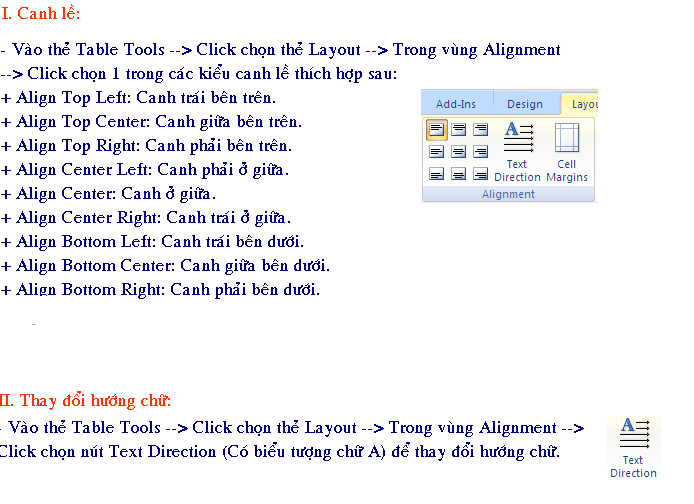 I. Canh lề:
- Vào thẻ Table Tools --> Click chọn thẻ Layout --> Trong vùng Alignment
--> Click chọn 1 trong các kiểu canh lề thích hợp sau:
+ Align Top Left: Canh trái bên trên.
+ Align Top Center: Canh giữa bên trên.
+ Align Top Right: Canh phải bên trên.
+ Align Center Left: Canh phải ở giữa.
+ Align Center: Canh ở giữa.
+ Align Center Right: Canh trái ở giữa.
+ Align Bottom Left: Canh trái bên dưới.
+ Align Bottom Center: Canh giữa bên dưới.
+ Align Bottom Right: Canh phải bên dưới.
Add-Ins Design Layou
A
Text Direction Cell Margins
Alignment
II. Thay đổi hướng chữ:
- Vào thẻ Table Tools --> Click chọn thẻ Layout --> Trong vùng Alignment -->
Click chọn nút Text Direction (Có biểu tượng chữ A) để thay đổi hướng chữ.
A
Text
Direction